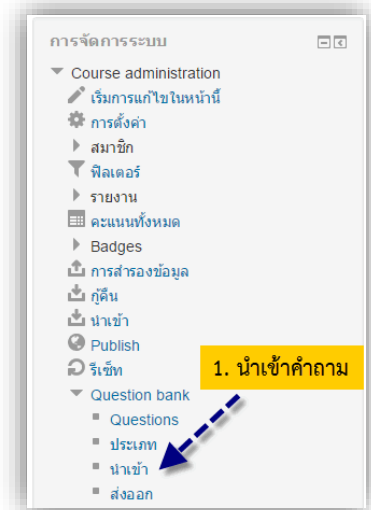 การจัดการระบบ
Course administration
เริ่มการแก้ไขในหน้านี้
การตั้งค่า
สมาชิก
ฟิลเตอร์
รายงาน
คะแนนทั้งหมด
Badges
การสำรองข้อมูล
กู้คืน
นำเข้า
Publish
รีเซ็ท
1. นำเข้าคำถาม
Question bank
Questions
ประเภท
นำเข้า
ส่งออก